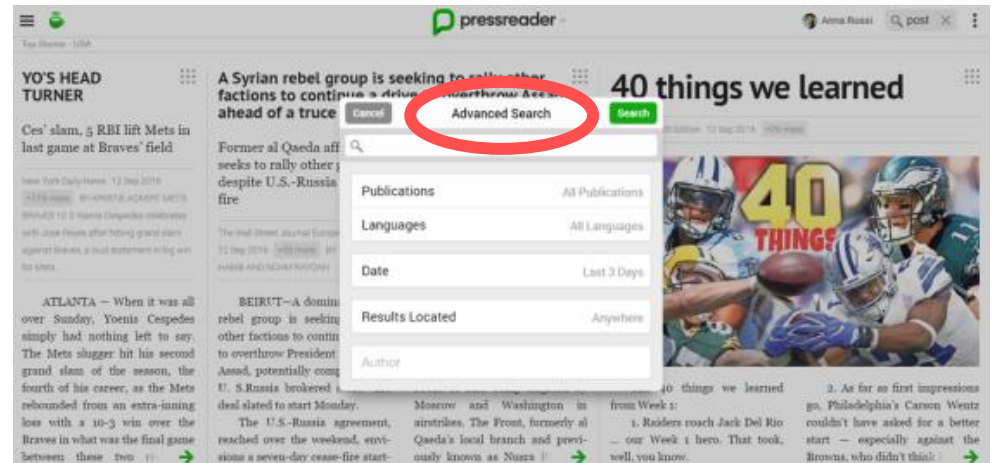 pressreader
Anna Rossi
post
Top Stories · USA
YO'S HEAD
TURNER
Ces' slam, 5 RBI lift Mets in
last game at Braves' field
New York Daily News 12 Sep 2016
ATLANTA — When it was all
over Sunday, Yoenis Cespedes
simply had nothing left to say.
The Mets slugger hit his second
grand slam of the season, the
fourth of his career, as the Mets
rebounded from an extra-inning
loss with a 10-3 win over the
Braves in what was the final game
between these two
A Syrian rebel group is seeking to rally other
factions to continue a drive overthrow Assad
ahead of a truce
Former al Qaeda aff
seeks to rally other
despite U.S.-Russia
fire
The Wall Street Journal Europe
12 Sep 2016
BEIRUT—A domin
rebel group is seeking
other factions to contin
to overthrow President
Assad, potentially comp
U. S.Russia brokered
deal slated to start Monday.
The U.S.-Russia agreement,
reached over the weekend, envi-
sions a seven-day cease-fire start-
Moscow and Washington in
airstrikes. The Front, formerly al
Qaeda's local branch and previ-
ously known as Nusra
Cancel
Advanced Search
Search
Publications
All Publications
Languages
All Languages
Date
Last 3 Days
Results Located
Anywhere
Author
40 things we learned
12 Sep 2016
40
THINGS
40 things we learned
from Week 1:
1. Raiders coach Jack Del Rio
... our Week 1 hero. That took,
well, you know.
2. As far as first impressions
go, Philadelphia's Carson Wentz
couldn't have asked for a better
start — especially against the
Browns, who didn't think